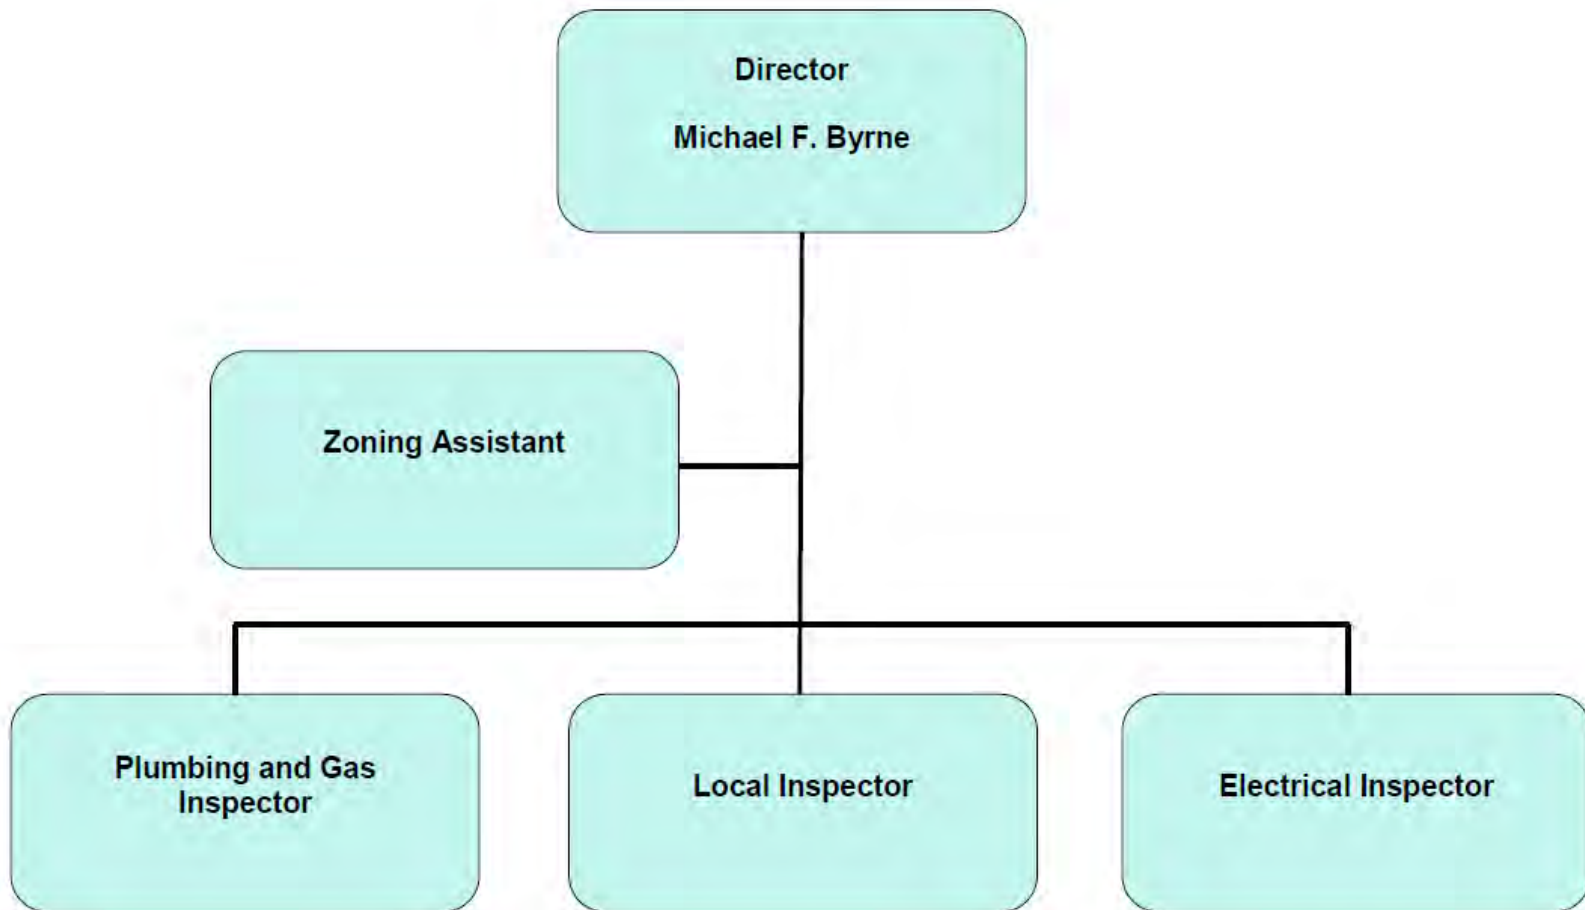 Director
Michael F. Byrne
Zoning Assistant
Plumbing and Gas
Inspector
Local Inspector
Electrical Inspector